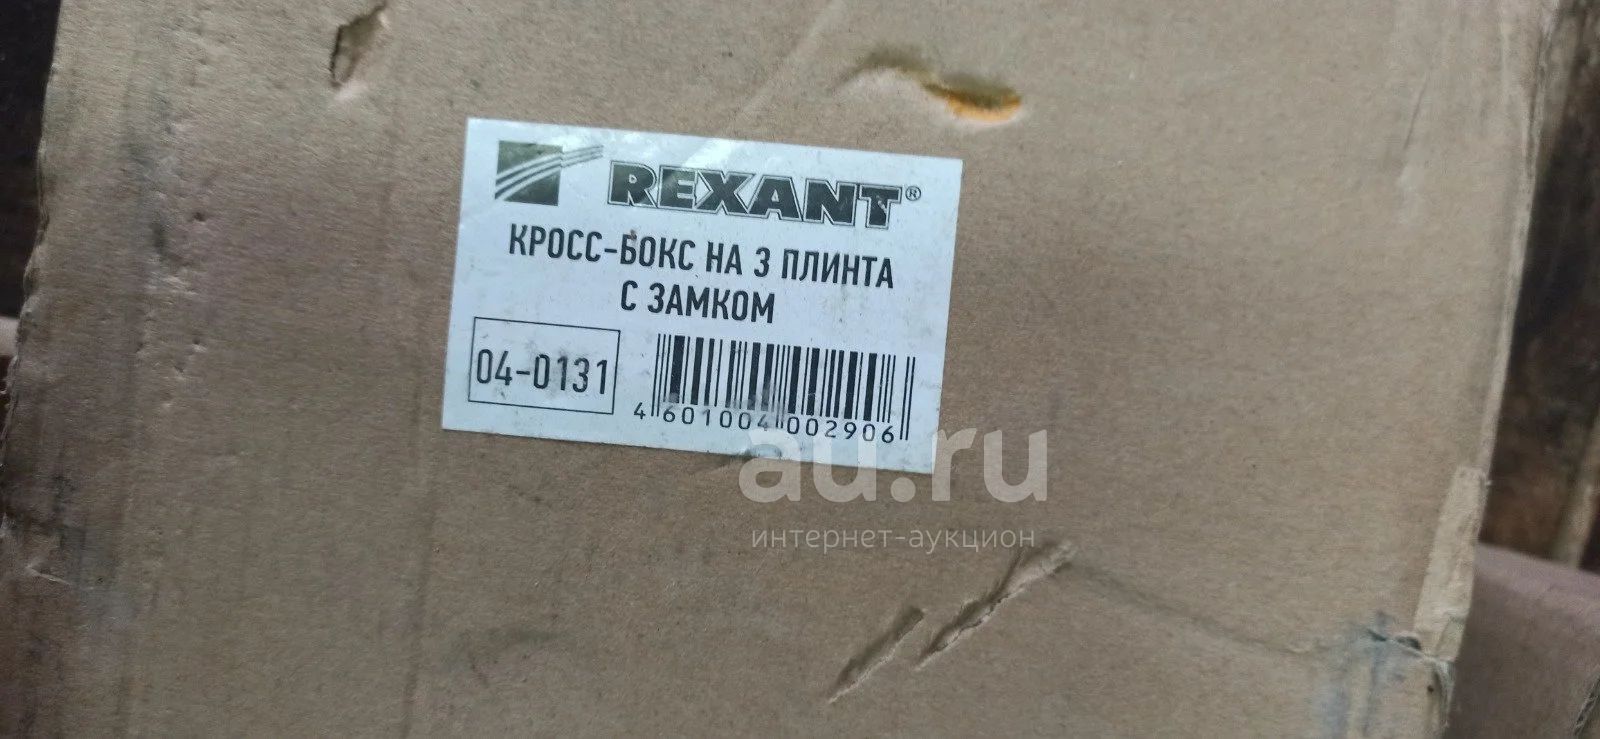 REXANT®
КРОСС-БОКС НА 3 ПЛИНТА
С ЗАМКОМ
04-0131
4 601004 002906
au.ru
интернет-аукцион